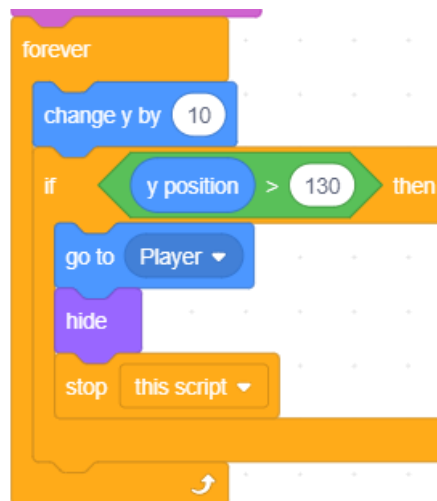 forever
change y by 10
if y position > 130 then
go to Player
hide
stop this script